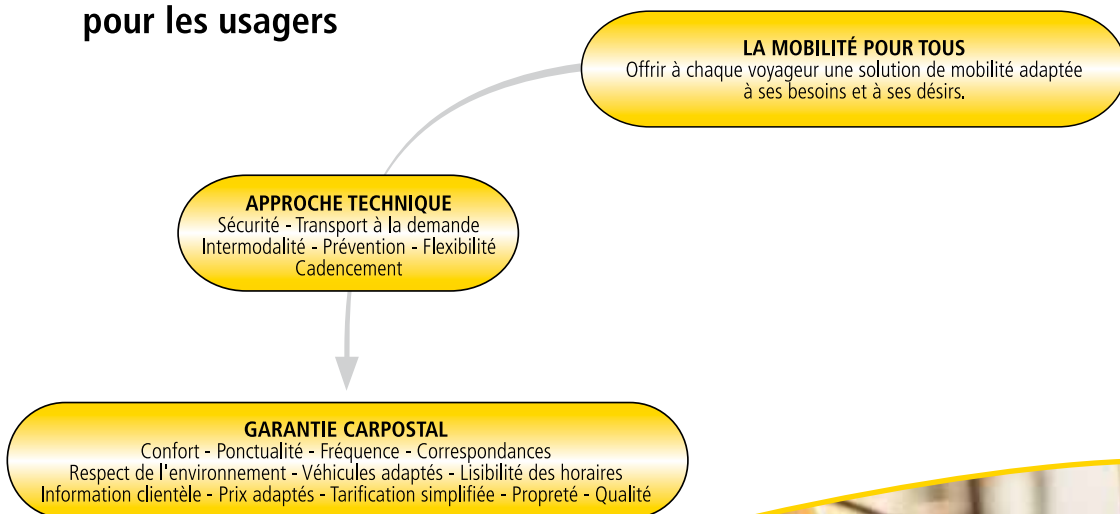 pour les usagers
LA MOBILITÉ POUR TOUS
Offrir à chaque voyageur une solution de mobilité adaptée
à ses besoins et à ses désirs.
APPROCHE TECHNIQUE
Sécurité - Transport à la demande
Intermodalité - Prévention - Flexibilité
Cadencement
GARANTIE CARPOSTAL
Confort - Ponctualité - Fréquence - Correspondances
Respect de l'environnement - Véhicules adaptés - Lisibilité des horaires
Information clientèle - Prix adaptés - Tarification simplifiée - Propreté - Qualité